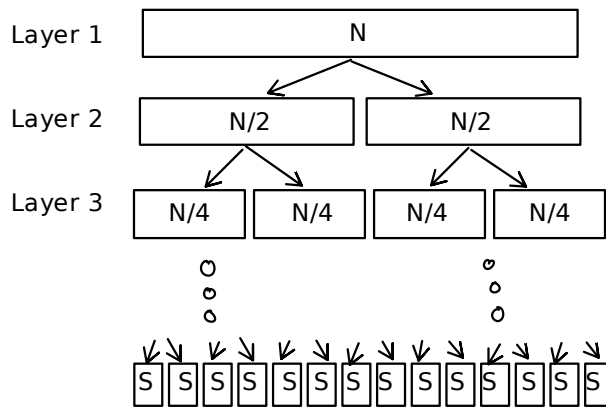 Layer 1 N
Layer 2 N/2 N/2
Layer 3 N/4 N/4 N/4 N/4
S S S S S S S S S S S S S S